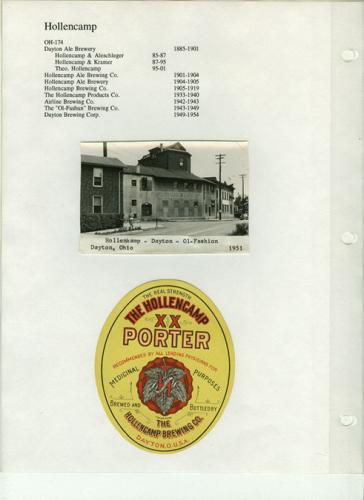 Hollencamp
OH-174
Dayton Ale Brewery 1885-1901
Hollencamp & Aleschleger 85-87
Hollencamp & Kramer 87-95
Theo. Hollencamp 95-01
Hollencamp Ale Brewing Co. 1901-1904
Hollencamp Ale Brewery 1904-1905
Hollencamp Brewing Co. 1905-1919
The Hollencamp Products Co. 1933-1940
Airline Brewing Co. 1942-1943
The "Ol-Fashun" Brewing Co. 1943-1949
Dayton Brewing Corp. 1949-1954
Hollenkamp - Dayton - Ol-Fashion
Dayton, Ohio 1951
THE REAL STRENGTH
THE HOLLENCAMP
XX
PORTER
RECOMMENDED BY ALL LEADING PHYSICIANS FOR
MEDICINAL PURPOSES
BREWED AND BOTTLED BY
THE
HOLLENCAMP BREWING CO.
DAYTON, O. U.S.A.